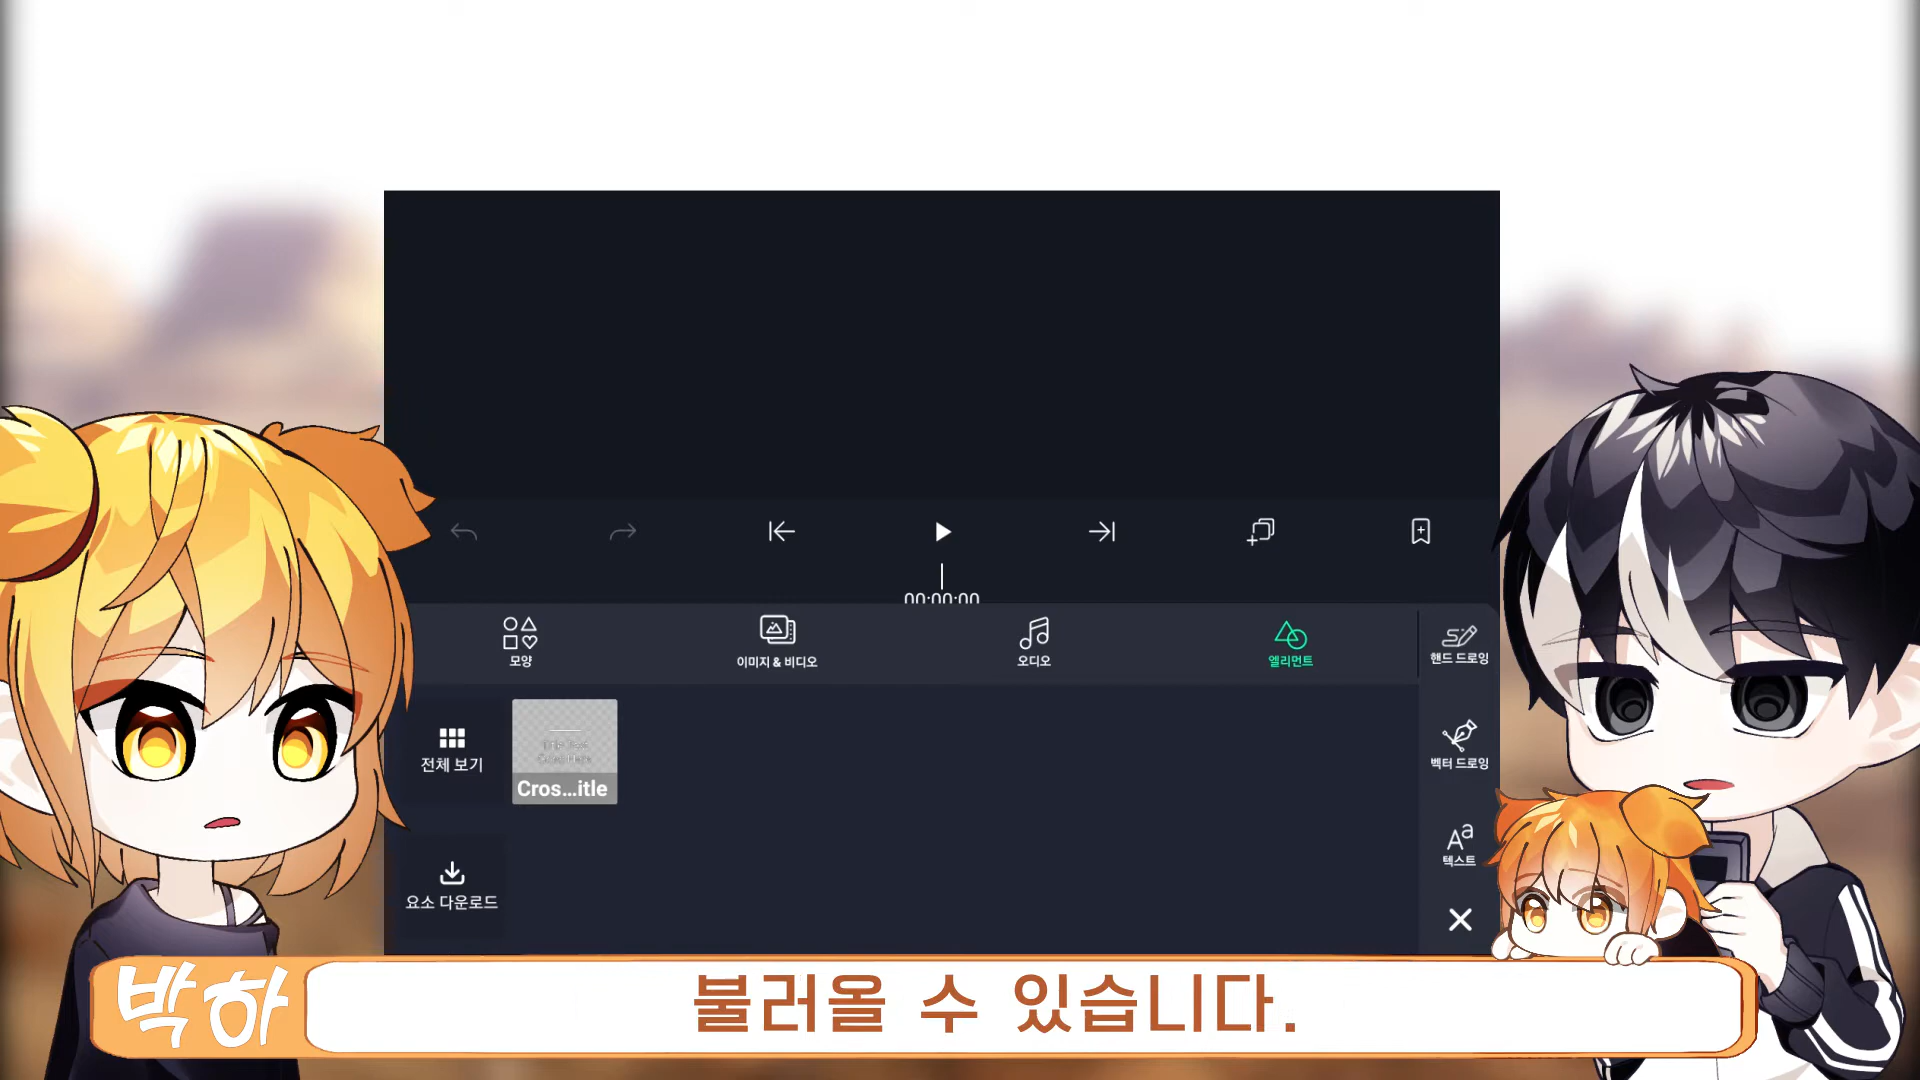 00:00:00
모양
이미지 & 비디오
오디오
엘리먼트
핸드 드로잉
전체 보기
Cros...itle
벡터 드로잉
Aa
텍스트
요소 다운로드
박하
불러올 수 있습니다.